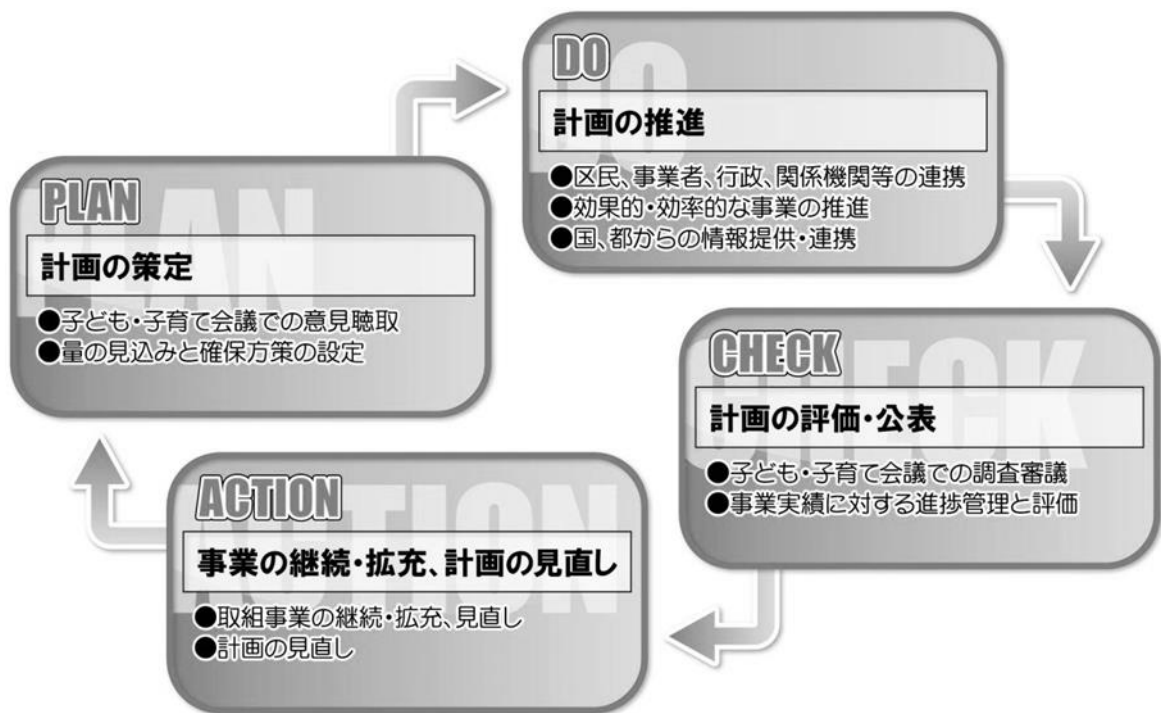 PLAN
計画の策定
●子ども・子育て会議での意見聴取
●量の見込みと確保方策の設定
DO
計画の推進
●区民、事業者、行政、関係機関等の連携
●効果的・効率的な事業の推進
●国、都からの情報提供・連携
CHECK
計画の評価・公表
●子ども・子育て会議での調査審議
●事業実績に対する進捗管理と評価
ACTION
事業の継続・拡充、計画の見直し
●取組事業の継続・拡充、見直し
●計画の見直し